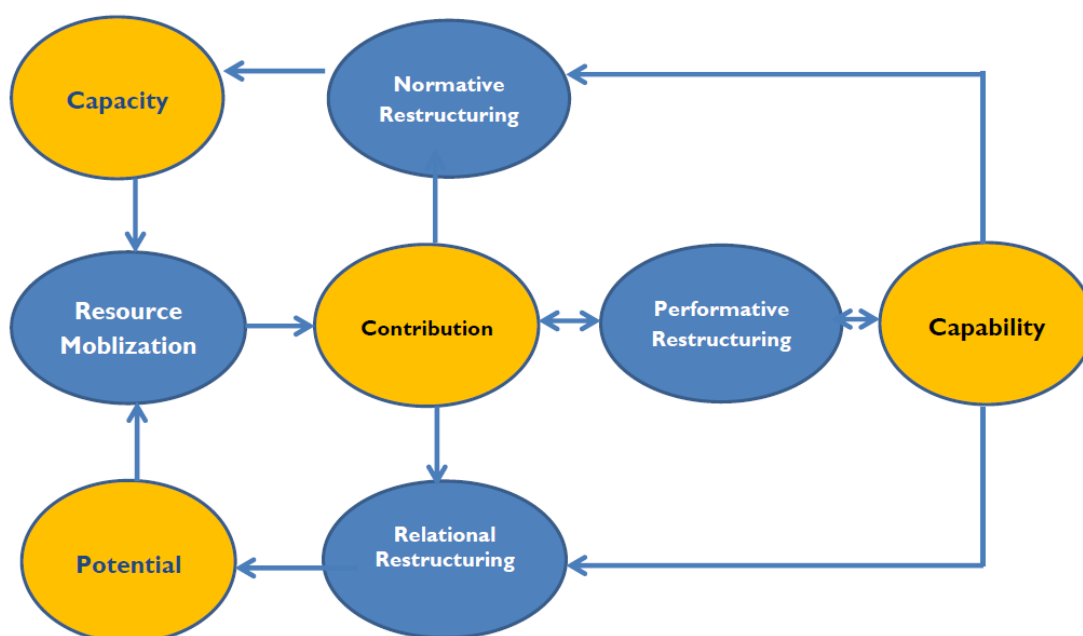 Capacity
Normative
Restructuring
Resource
Moblization
Contribution
Performative
Restructuring
Capability
Potential
Relational
Restructuring